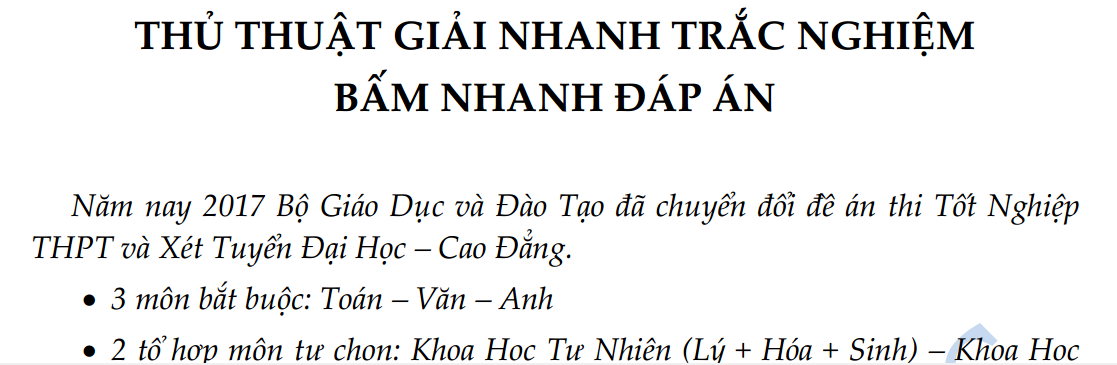 THỦ THUẬT GIẢI NHANH TRẮC NGHIỆM
BẤM NHANH ĐÁP ÁN
Năm nay 2017 Bộ Giáo Dục và Đào Tạo đã chuyển đổi đề án thi Tốt Nghiệp
THPT và Xét Tuyển Đại Học – Cao Đẳng.
• 3 môn bắt buộc: Toán – Văn – Anh
• 2 tổ hợp môn tự chọn: Khoa Học Tự Nhiên (Lý + Hóa + Sinh) – Khoa Học